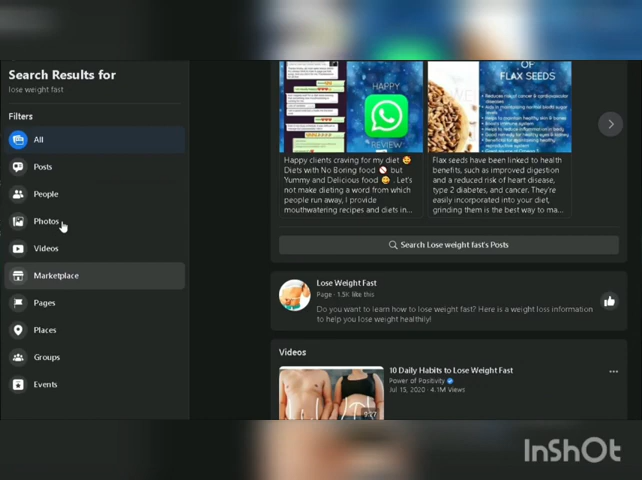 Search Results for
lose weight fast
Filters
All
Posts
People
Photos
Videos
Marketplace
Pages
Places
Groups
Events
HAPPY
REVIEW
OF
FLAX SEEDS
Happy clients craving for my diet 🤩
Diets with No Boring food 🚫 but
Yummy and Delicious food 😋 . Let's
not make dieting a word from which
people run away, I provide
mouthwatering recipes and diets in...
Flax seeds have been linked to health
benefits, such as improved digestion
and a reduced risk of heart disease,
type 2 diabetes, and cancer. They're
easily incorporated into your diet,
grinding them is the best way to ma...
Search Lose weight fast's Posts
Lose Weight Fast
Page · 1.5K like this
Do you want to learn how to lose weight fast? Here is a weight loss information
to help you lose weight healthily!
Videos
10 Daily Habits to Lose Weight Fast
Power of Positivity
Jul 15, 2020 · 4.1M Views
9:27
InShOt